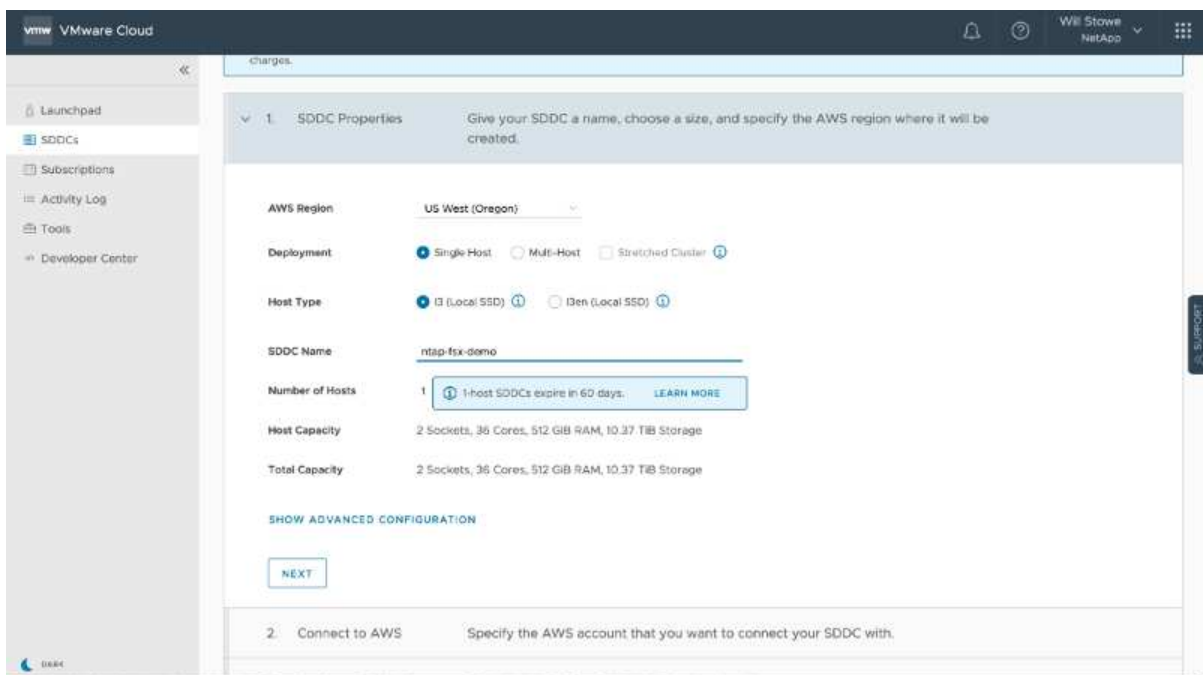 vmw VMware Cloud
Will Stowe
NetApp
charges.
Launchpad
SDDCs
Subscriptions
Activity Log
Tools
Developer Center
DARK
1. SDDC Properties
Give your SDDC a name, choose a size, and specify the AWS region where it will be
created.
AWS Region US West (Oregon)
Deployment Single Host Multi-Host Stretched Cluster
Host Type i3 (Local SSD) i3en (Local SSD)
SDDC Name ntap-fsx-demo
Number of Hosts 1 1-host SDDCs expire in 60 days. LEARN MORE
Host Capacity 2 Sockets, 36 Cores, 512 GiB RAM, 10.37 TiB Storage
Total Capacity 2 Sockets, 36 Cores, 512 GiB RAM, 10.37 TiB Storage
SHOW ADVANCED CONFIGURATION
NEXT
2. Connect to AWS Specify the AWS account that you want to connect your SDDC with.
SUPPORT